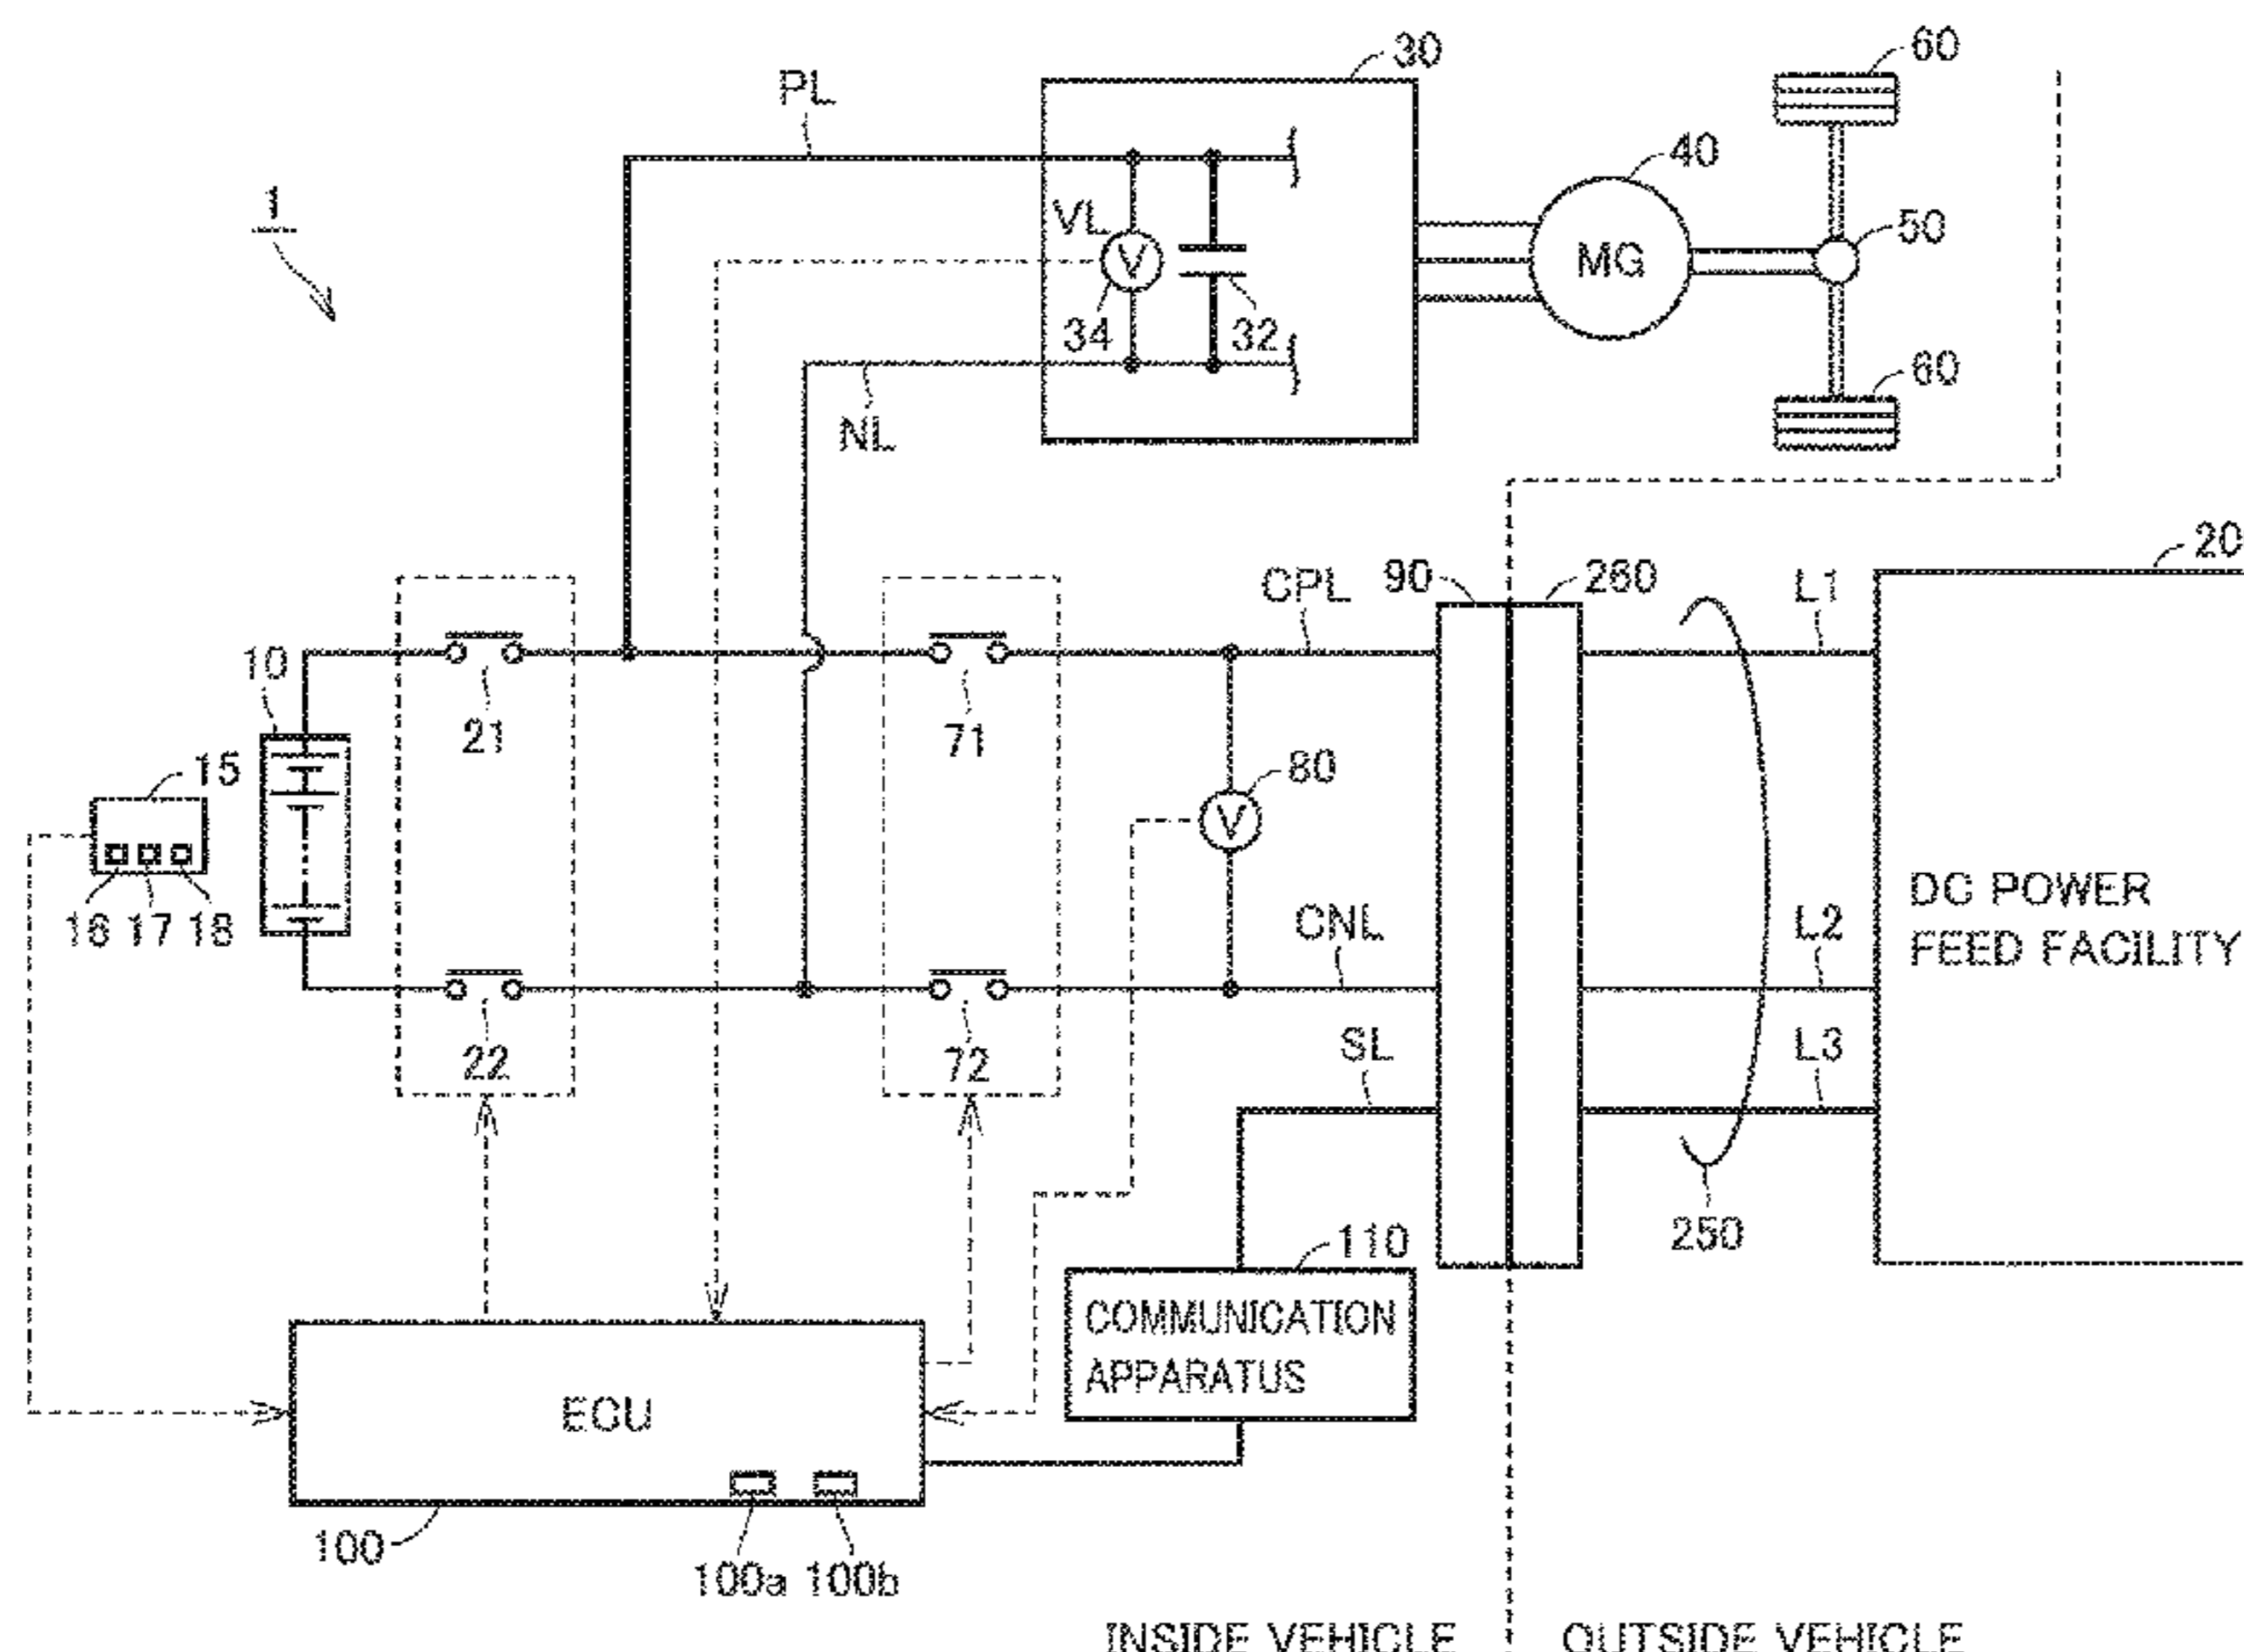 30
60
PL
40
1
VL
50
V
MG
34
32
60
NL
20
90
260
CPL
L1
10
21
71
15
80
V
DC POWER
CNL
L2
FEED FACILITY
16 17 18
22
72
SL
L3
250
110
COMMUNICATION
APPARATUS
ECU
100
100a 100b
INSIDE VEHICLE
OUTSIDE VEHICLE